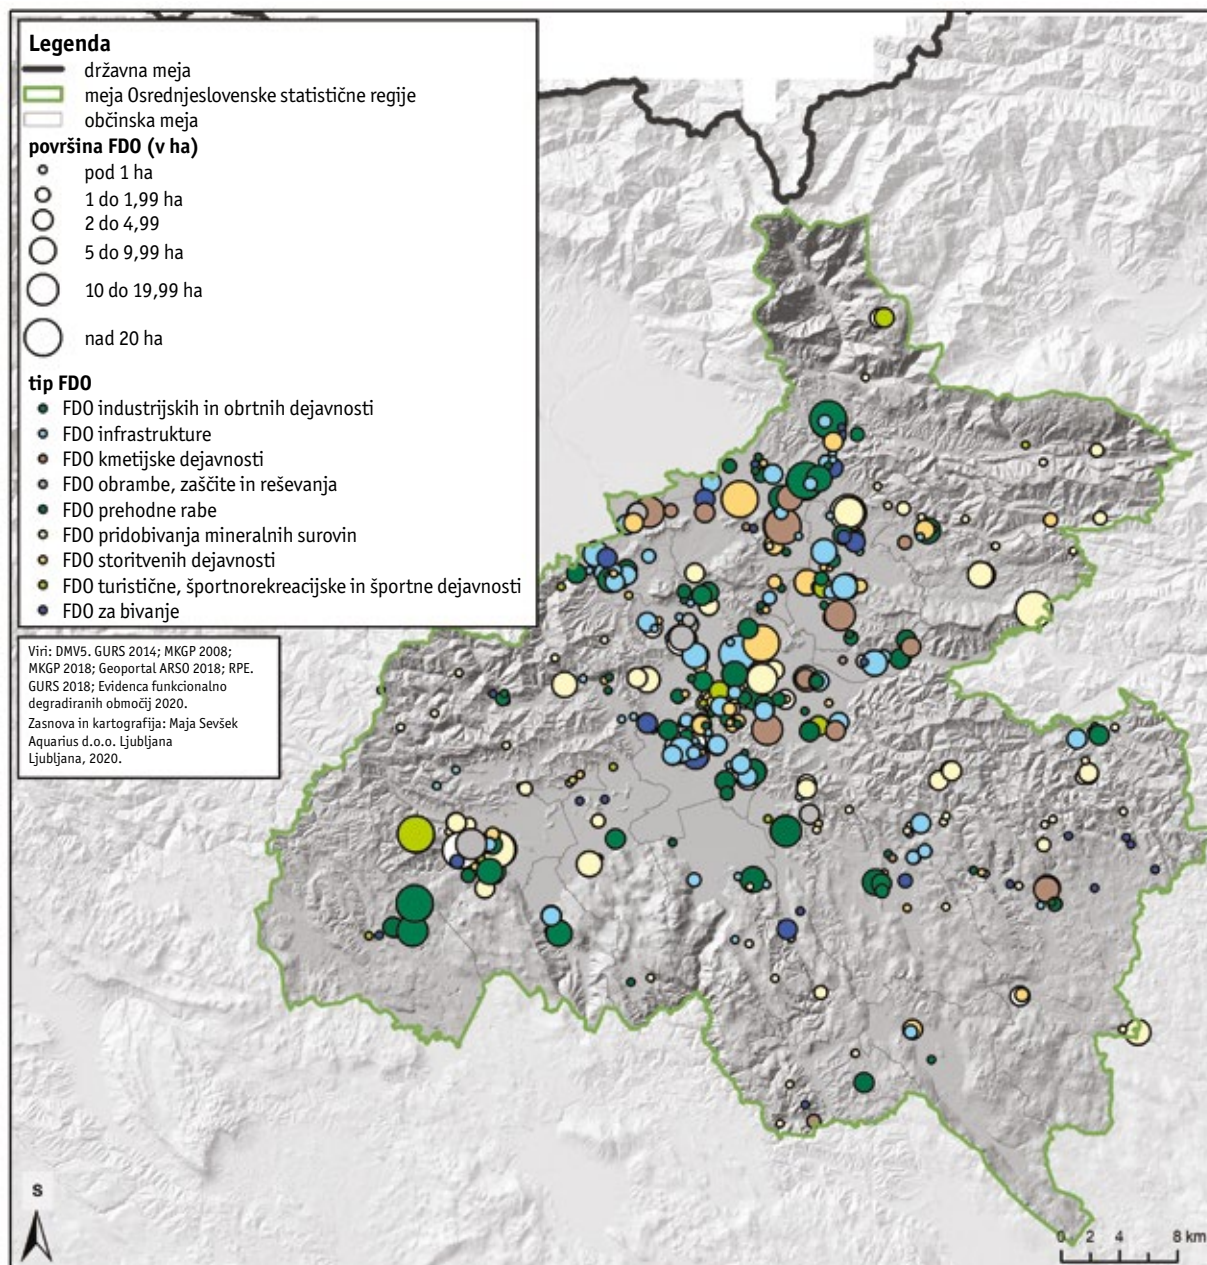 Legenda
državna meja
meja Osrednjeslovenske statistične regije
občinska meja
površina FDO (v ha)
pod 1 ha
1 do 1,99 ha
2 do 4,99
5 do 9,99 ha
10 do 19,99 ha
nad 20 ha
tip FDO
FDO industrijskih in obrtnih dejavnosti
FDO infrastrukture
FDO kmetijske dejavnosti
FDO obrambe, zaščite in reševanja
FDO prehodne rabe
FDO pridobivanja mineralnih surovin
FDO storitvenih dejavnosti
FDO turistične, športnorekreacijske in športne dejavnosti
FDO za bivanje
Viri: DMV5. GURS 2014; MKGP 2008;
MKGP 2018; Geoportal ARSO 2018; RPE.
GURS 2018; Evidenca funkcionalno
degradiranih območij 2020.
Zasnova in kartografija: Maja Sevšek
Aquarius d.o.o. Ljubljana
Ljubljana, 2020.
S
0 2 4 8 km